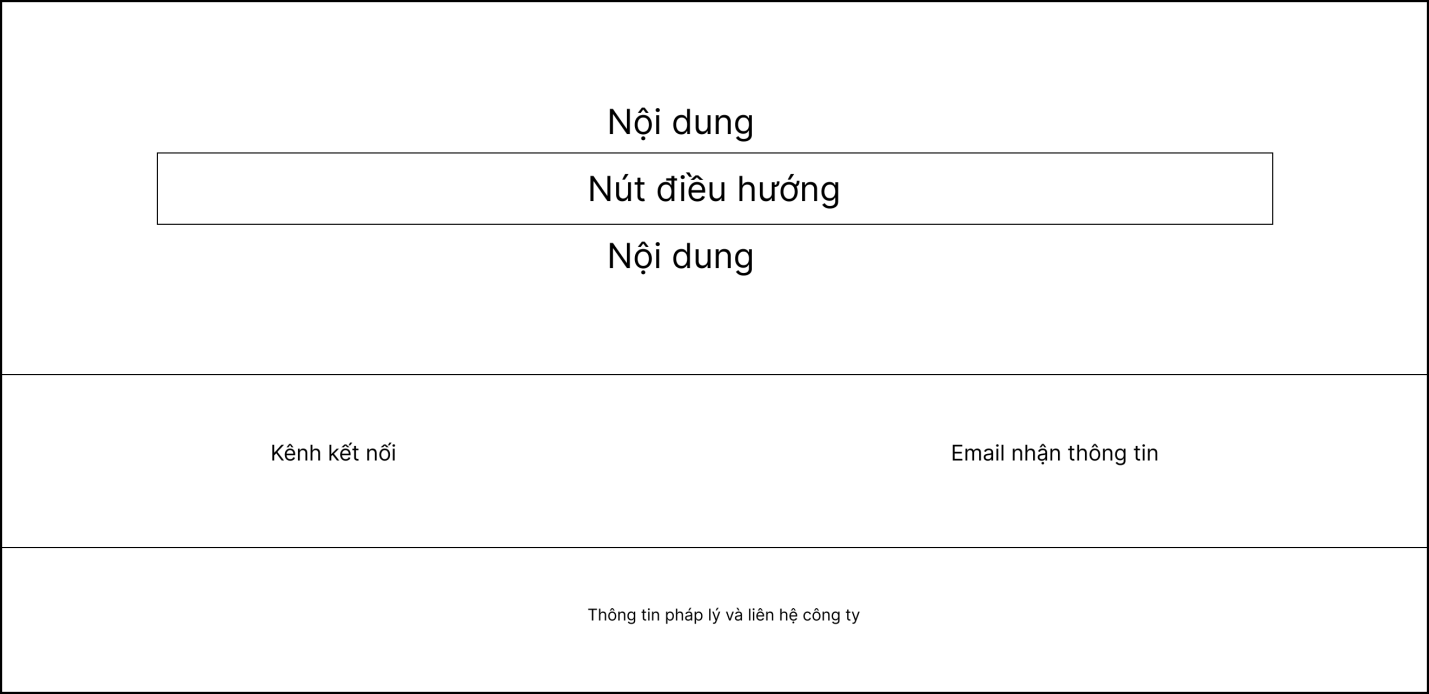 Nội dung
Nút điều hướng
Nội dung
Kênh kết nối
Email nhận thông tin
Thông tin pháp lý và liên hệ công ty